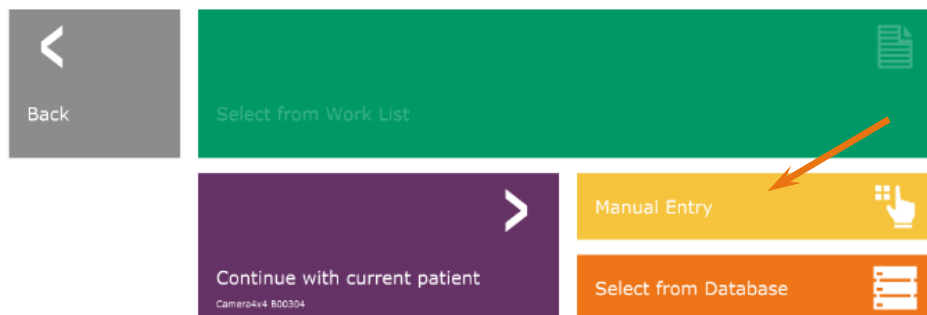 Back
Select from Work List
Manual Entry
Continue with current patient
Camera4x4 B00304
Select from Database